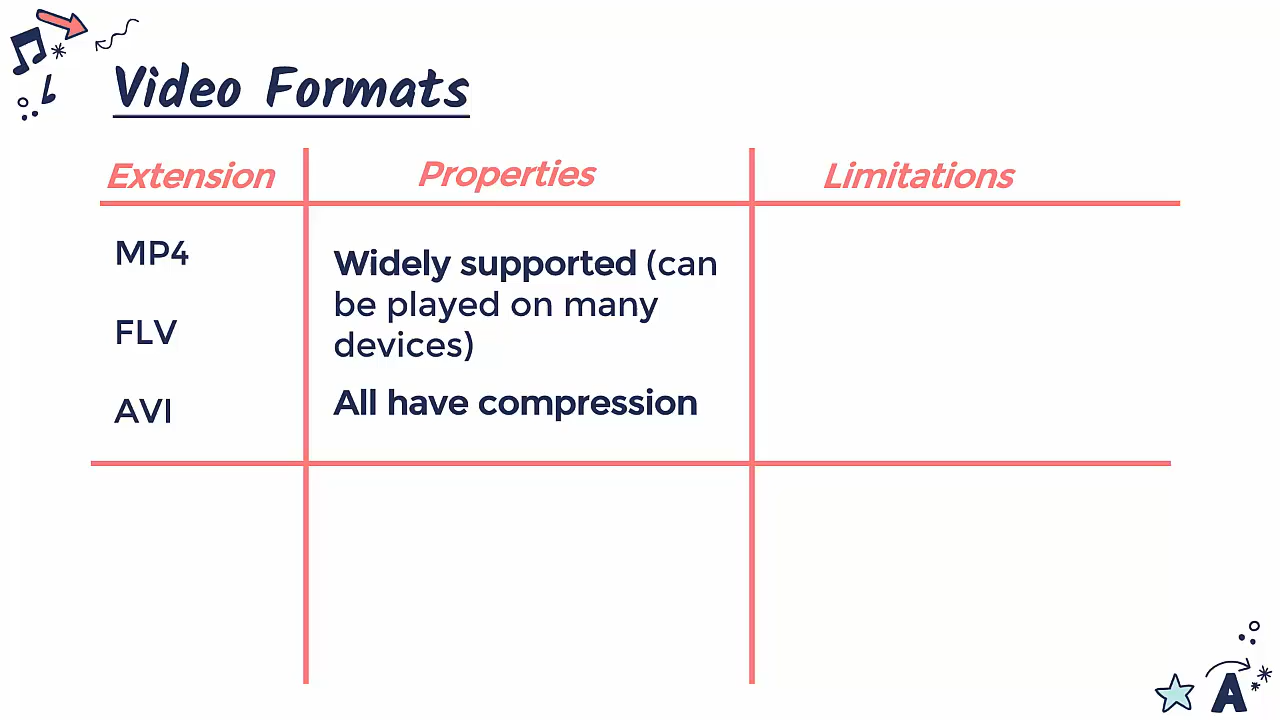 Video Formats
Extension
Properties
Limitations
MP4
FLV
AVI
Widely supported (can
be played on many
devices)
All have compression
A